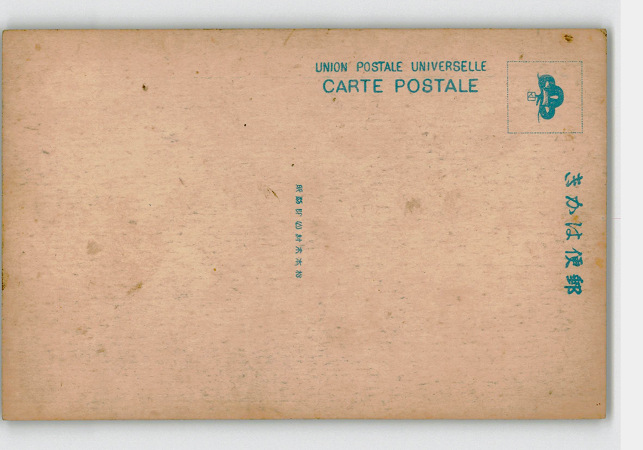 UNION POSTALE UNIVERSELLE
CARTE POSTALE
郵便はかき